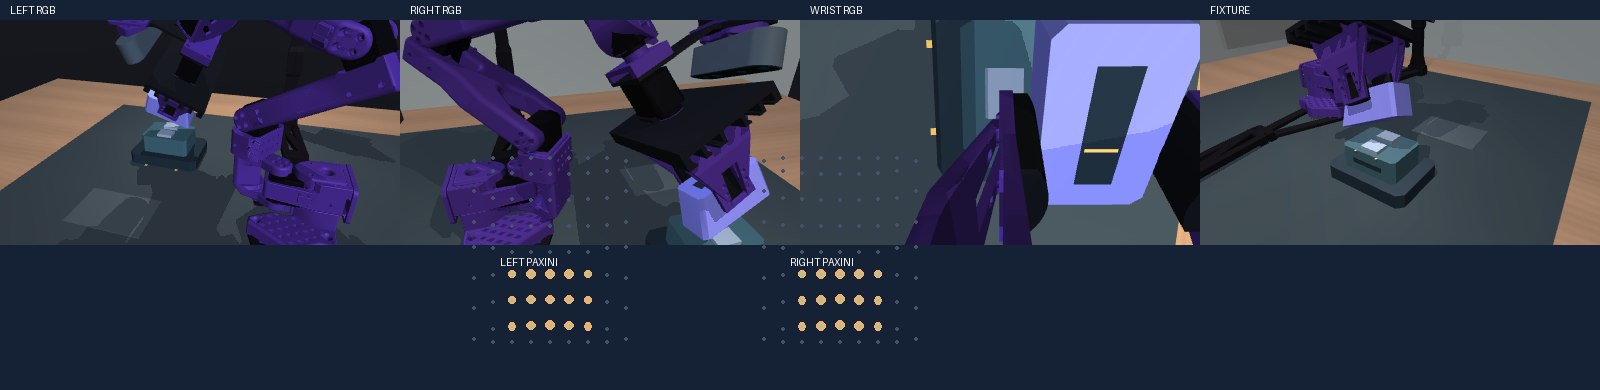 LEFT RGB
RIGHT RGB
WRIST RGB
FIXTURE
LEFT PAXINI
RIGHT PAXINI